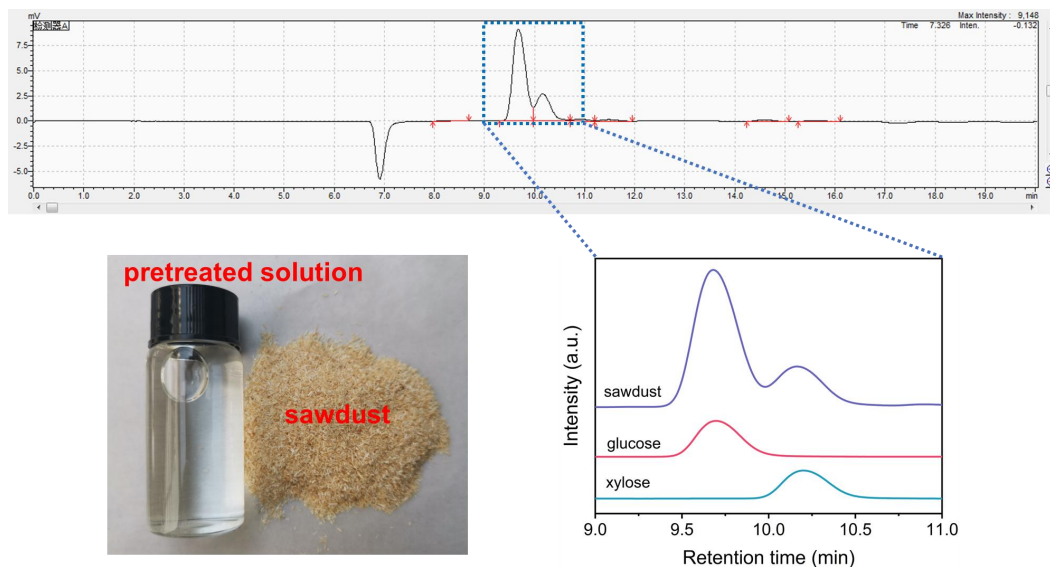 mV
检测器A
Max Intensity : 9,148
Time 7.326 Inten. -0.132
7.5
5.0
2.5
0.0
-2.5
-5.0
0.0 1.0 2.0 3.0 4.0 5.0 6.0 7.0 8.0 9.0 10.0 11.0 12.0 13.0 14.0 15.0 16.0 17.0 18.0 19.0 min
pretreated solution
sawdust
Intensity (a.u.)
sawdust
glucose
xylose
9.0 9.5 10.0 10.5 11.0
Retention time (min)